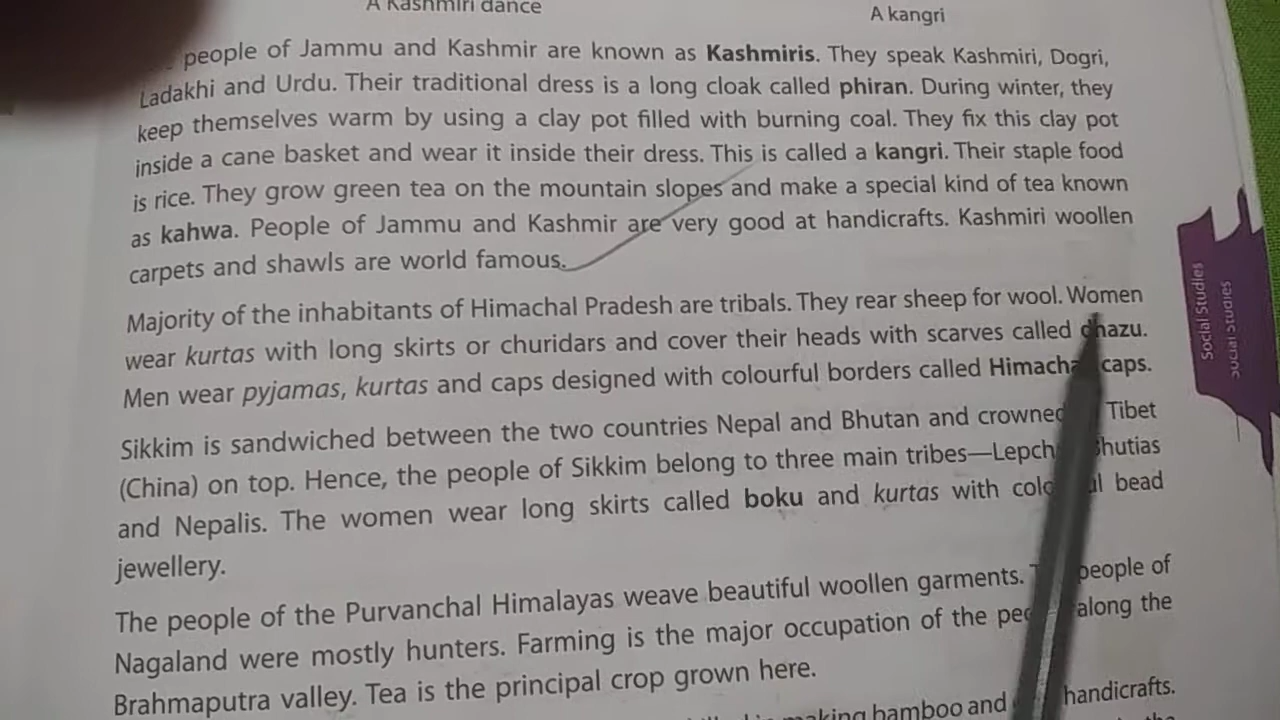 A Kashmiri dance
A kangri
people of Jammu and Kashmir are known as Kashmiris. They speak Kashmiri, Dogri,
Ladakhi and Urdu. Their traditional dress is a long cloak called phiran. During winter, they
keep themselves warm by using a clay pot filled with burning coal. They fix this clay pot
inside a cane basket and wear it inside their dress. This is called a kangri. Their staple food
is rice. They grow green tea on the mountain slopes and make a special kind of tea known
as kahwa. People of Jammu and Kashmir are very good at handicrafts. Kashmiri woollen
carpets and shawls are world famous.
Majority of the inhabitants of Himachal Pradesh are tribals. They rear sheep for wool. Women
wear kurtas with long skirts or churidars and cover their heads with scarves called dhazu.
Men wear pyjamas, kurtas and caps designed with colourful borders called Himachal caps.
Sikkim is sandwiched between the two countries Nepal and Bhutan and crowned Tibet
(China) on top. Hence, the people of Sikkim belong to three main tribes—Lepch Bhutias
and Nepalis. The women wear long skirts called boku and kurtas with bead
jewellery.
The people of the Purvanchal Himalayas weave beautiful woollen garments. people of
Nagaland were mostly hunters. Farming is the major occupation of the along the
Brahmaputra valley. Tea is the principal crop grown here.
making bamboo and handicrafts.
the
Social Studies
Social Studies